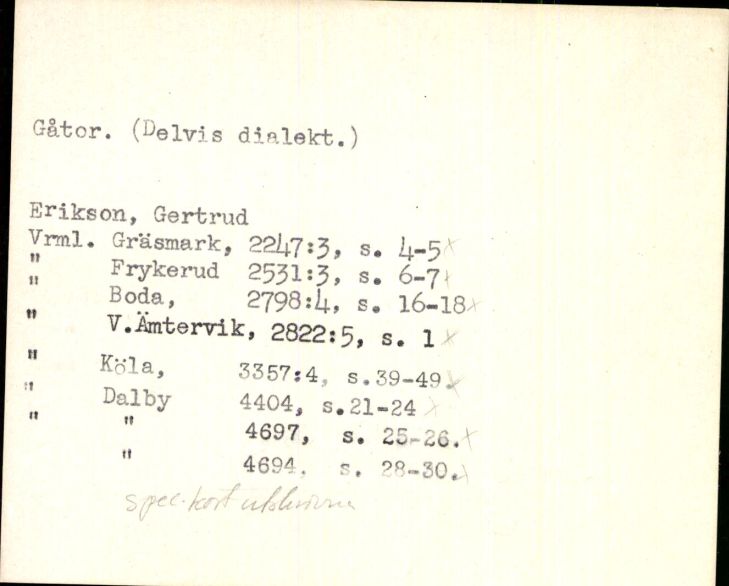 Gåtor. (Delvis dialekt.)
Erikson, Gertrud
Vrml. Gräsmark, 2247:3, s. 4-5 ×
" Frykerud 2531:3, s. 6-7 ×
" Boda, 2798:4, s. 16-18 ×
" V.Ämtervik, 2822:5, s. 1 ×
" Köla, 3357:4, s.39-49. ×
" Dalby 4404, s.21-24 ×
" " 4697, s. 25-26. ×
" 4694, s. 28-30. ×
spec. kort utskrivna